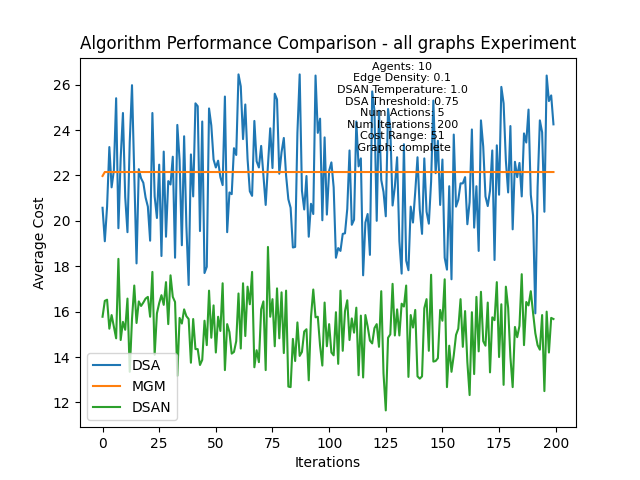 Algorithm Performance Comparison - all graphs Experiment
Agents: 10
Edge Density: 0.1
DSAN Temperature: 1.0
DSA Threshold: 0.75
Num Actions: 5
Num Iterations: 200
Cost Range: 51
Graph: complete
Average Cost
26
24
22
20
18
16
14
12
DSA
MGM
DSAN
0
25
50
75
100
125
150
175
200
Iterations